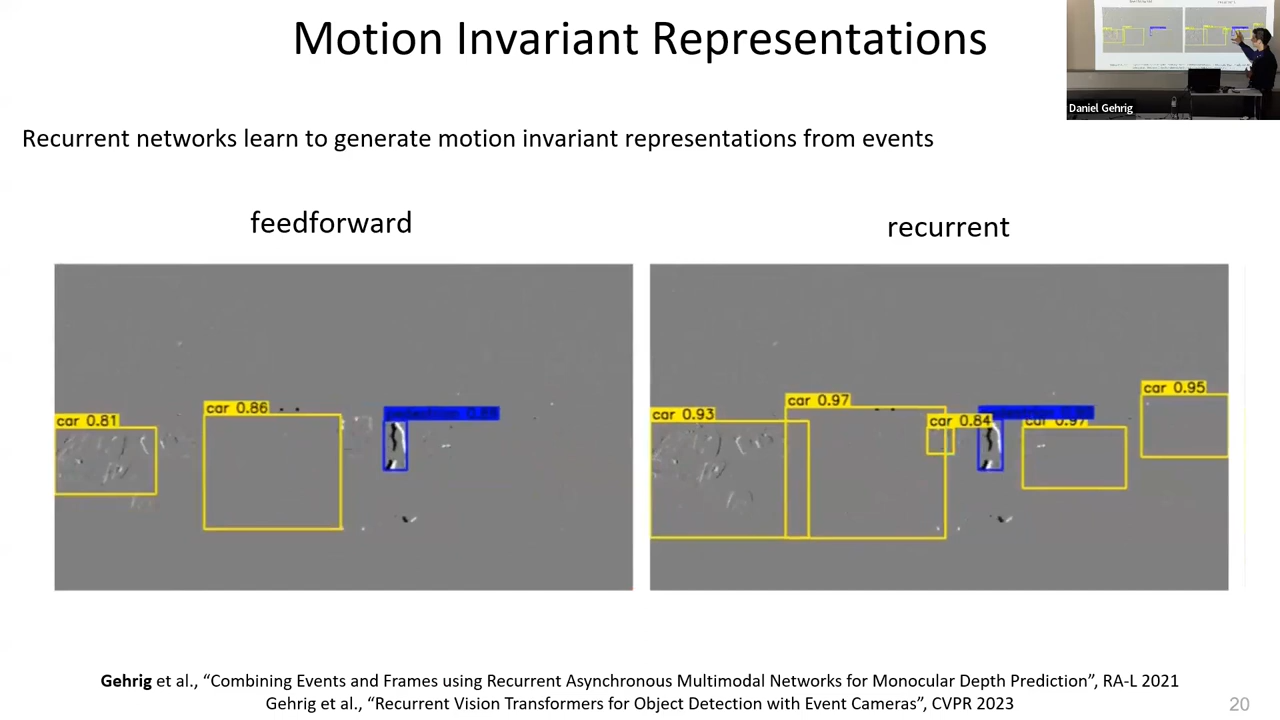 Motion Invariant Representations
Daniel Gehrig
Recurrent networks learn to generate motion invariant representations from events
feedforward
recurrent
car 0.81
car 0.86
car 0.93
car 0.97
car 0.84
car 0.97
car 0.95
Gehrig et al., “Combining Events and Frames using Recurrent Asynchronous Multimodal Networks for Monocular Depth Prediction”, RA-L 2021
Gehrig et al., “Recurrent Vision Transformers for Object Detection with Event Cameras”, CVPR 2023
20